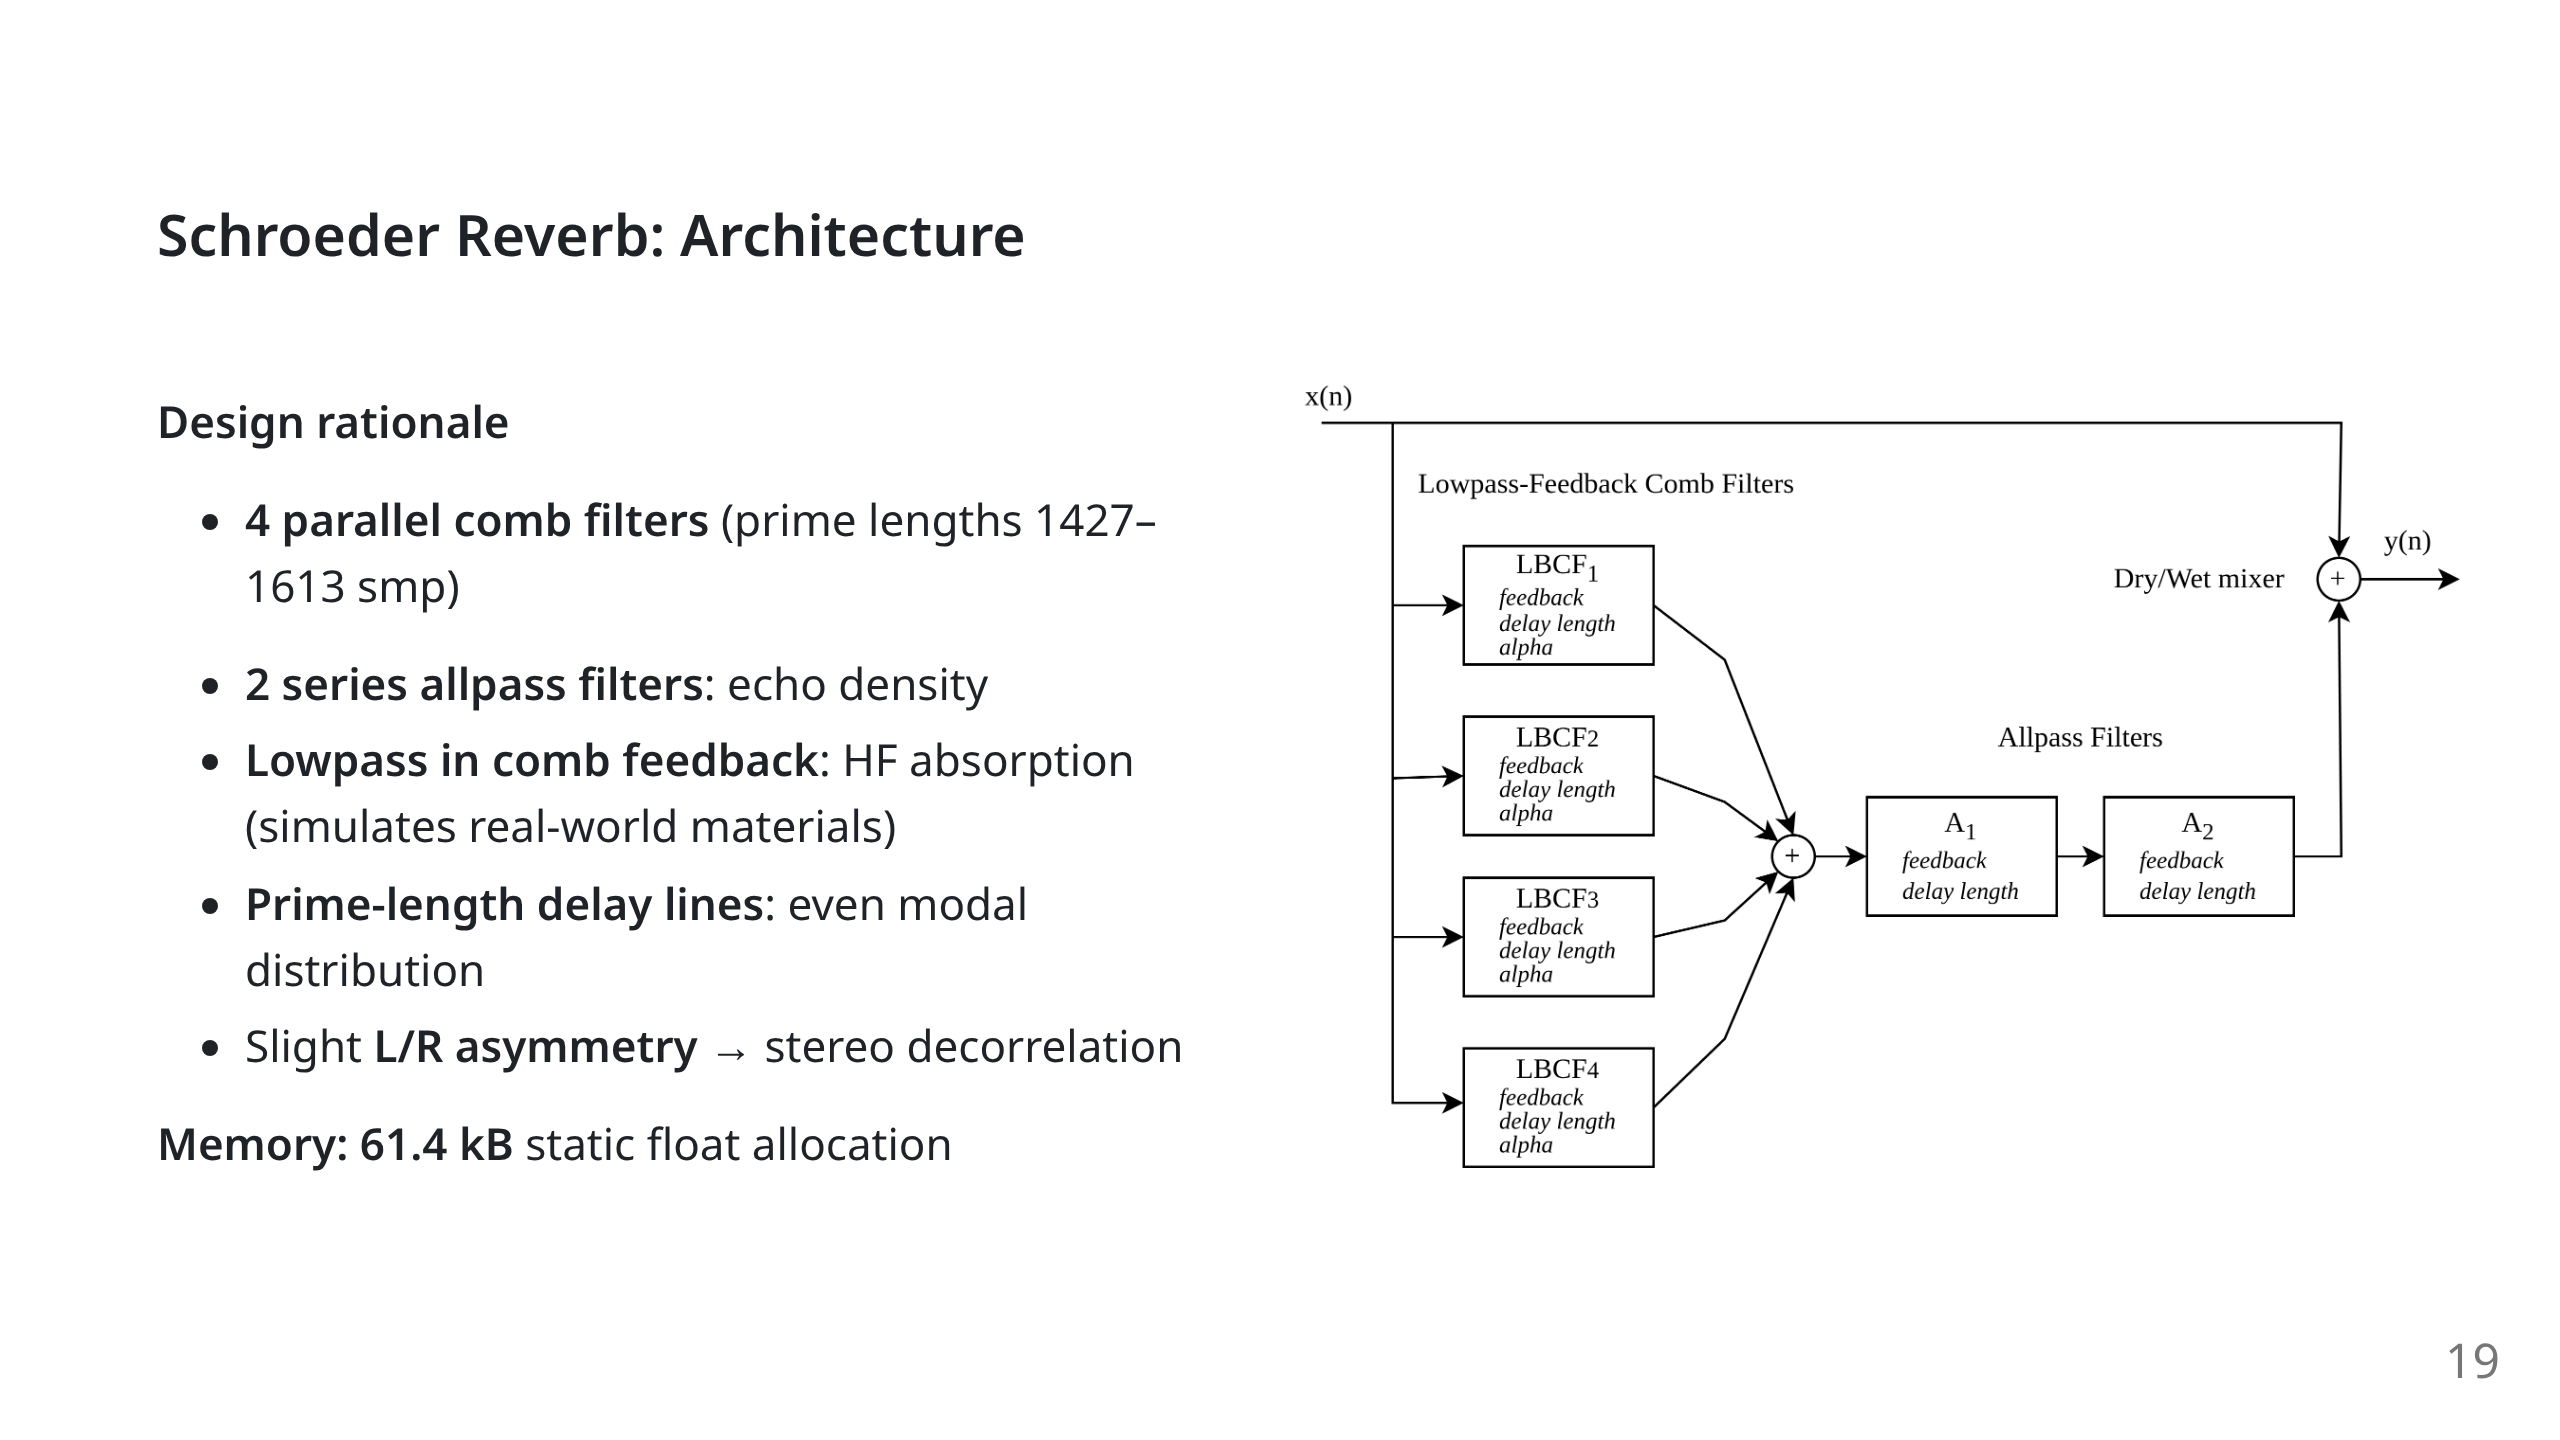 Schroeder Reverb: Architecture
Design rationale
4 parallel comb filters (prime lengths 1427–
1613 smp)
2 series allpass filters: echo density
Lowpass in comb feedback: HF absorption
(simulates real-world materials)
Prime-length delay lines: even modal
distribution
Slight L/R asymmetry → stereo decorrelation
Memory: 61.4 kB static float allocation
x(n)
Lowpass-Feedback Comb Filters
LBCF1
feedback
delay length
alpha
LBCF2
feedback
delay length
alpha
LBCF3
feedback
delay length
alpha
LBCF4
feedback
delay length
alpha
+
Allpass Filters
A1
feedback
delay length
A2
feedback
delay length
Dry/Wet mixer
+
y(n)
19